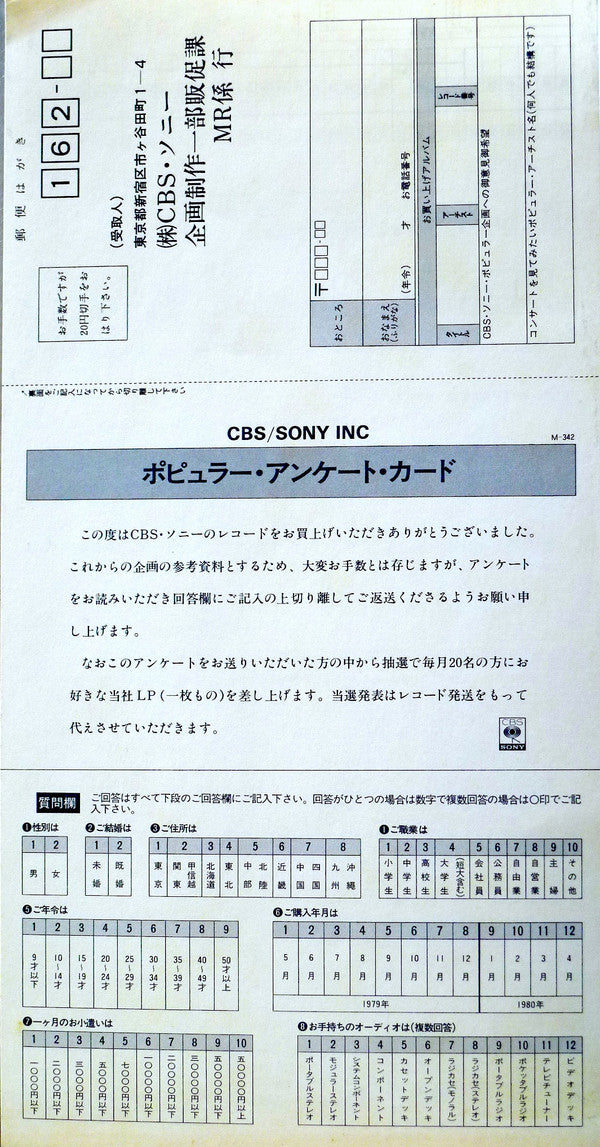 郵便はがき
162-
東京都新宿区市ヶ谷田町1―4
(株)CBS・ソニー
企画制作一部販促課
MR係 行
(受取人)
お手数ですが
20円切手をお
はり下さい。
〒
おところ
おなまえ
(ふりがな)
(年令) 才 お電話番号
お買い上げアルバム
タイトル
アーチスト
レコード番号
CBS・ソニー・ポピュラー企画への御意見御希望
コンサートを見てみたいポピュラー・アーチスト名(何人でも結構です)
CBS/SONY INC
M-342
ポピュラー・アンケート・カード
この度はCBS・ソニーのレコードをお買上げいただきありがとうございました。
これからの企画の参考資料とするため、大変お手数とは存じますが、アンケート
をお読みいただき回答欄にご記入の上切り離してご返送くださるようお願い申
し上げます。
なおこのアンケートをお送りいただいた方の中から抽選で毎月20名の方にお
好きな当社LP(一枚もの)を差し上げます。当選発表はレコード発送をもって
代えさせていただきます。
CBS
SONY
質問欄
ご回答はすべて下段のご回答欄にご記入下さい。回答がひとつの場合は数字で複数回答の場合は○印でご記
入下さい。
❶性別は
1 2
男 女
❷ご結婚は
1 2
未婚 既婚
❸ご住所は
1 2 3 4 5 6 7 8
東京 関東 甲信越 北海道 東北 中部 北陸 近畿 中国 四国 九州 沖縄
❶ご職業は
1 2 3 4 5 6 7 8 9 10
小学生 中学生 高校生 大学生(短大含む) 会社員 公務員 自由業 自営業 主婦 その他
❺ご年令は
1 2 3 4 5 6 7 8 9
9才以下 10〜14才 15〜19才 20〜24才 25〜29才 30〜34才 35〜39才 40〜49才 50才以上
❻ご購入年月は
1 2 3 4 5 6 7 8 9 10 11 12
5月 6月 7月 8月 9月 10月 11月 12月 1月 2月 3月 4月
1979年 1980年
❼一ヶ月のお小遣いは
1 2 3 4 5 6 7 8 9 10
一〇〇〇円以下 二〇〇〇円以下 三〇〇〇円以下 五〇〇〇円以下 七〇〇〇円以下 一〇〇〇〇円以下 二〇〇〇〇円以下 三〇〇〇〇円以下 五〇〇〇〇円以下 五〇〇〇〇円以上
❽お手持ちのオーディオは(複数回答)
1 2 3 4 5 6 7 8 9 10 11 12
ポータブルステレオ モジュラーステレオ システムコンポーネント コンポーネント カセットデッキ オープンデッキ ラジカセ(モノラル) ラジカセ(ステレオ) ポータブルラジオ ポケッタブルラジオ テレビチューナー ビデオデッキ